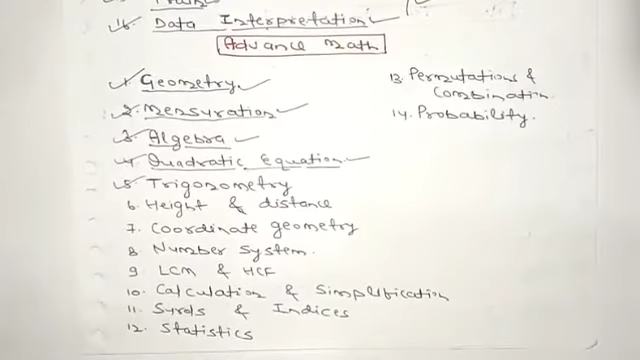 16. Data Interpretation
Advance math
1. Geometry
2. Mensuration
3. Algebra
4. Quadratic Equation
5. Trigonometry
6. Height & distance
7. Coordinate geometry
8 Number System.
9 LCM & HCF
10. Calculation & Simplification
11. Syrds & Indices
12. Statistics
13. Permutations &
Combination
14. Probability.